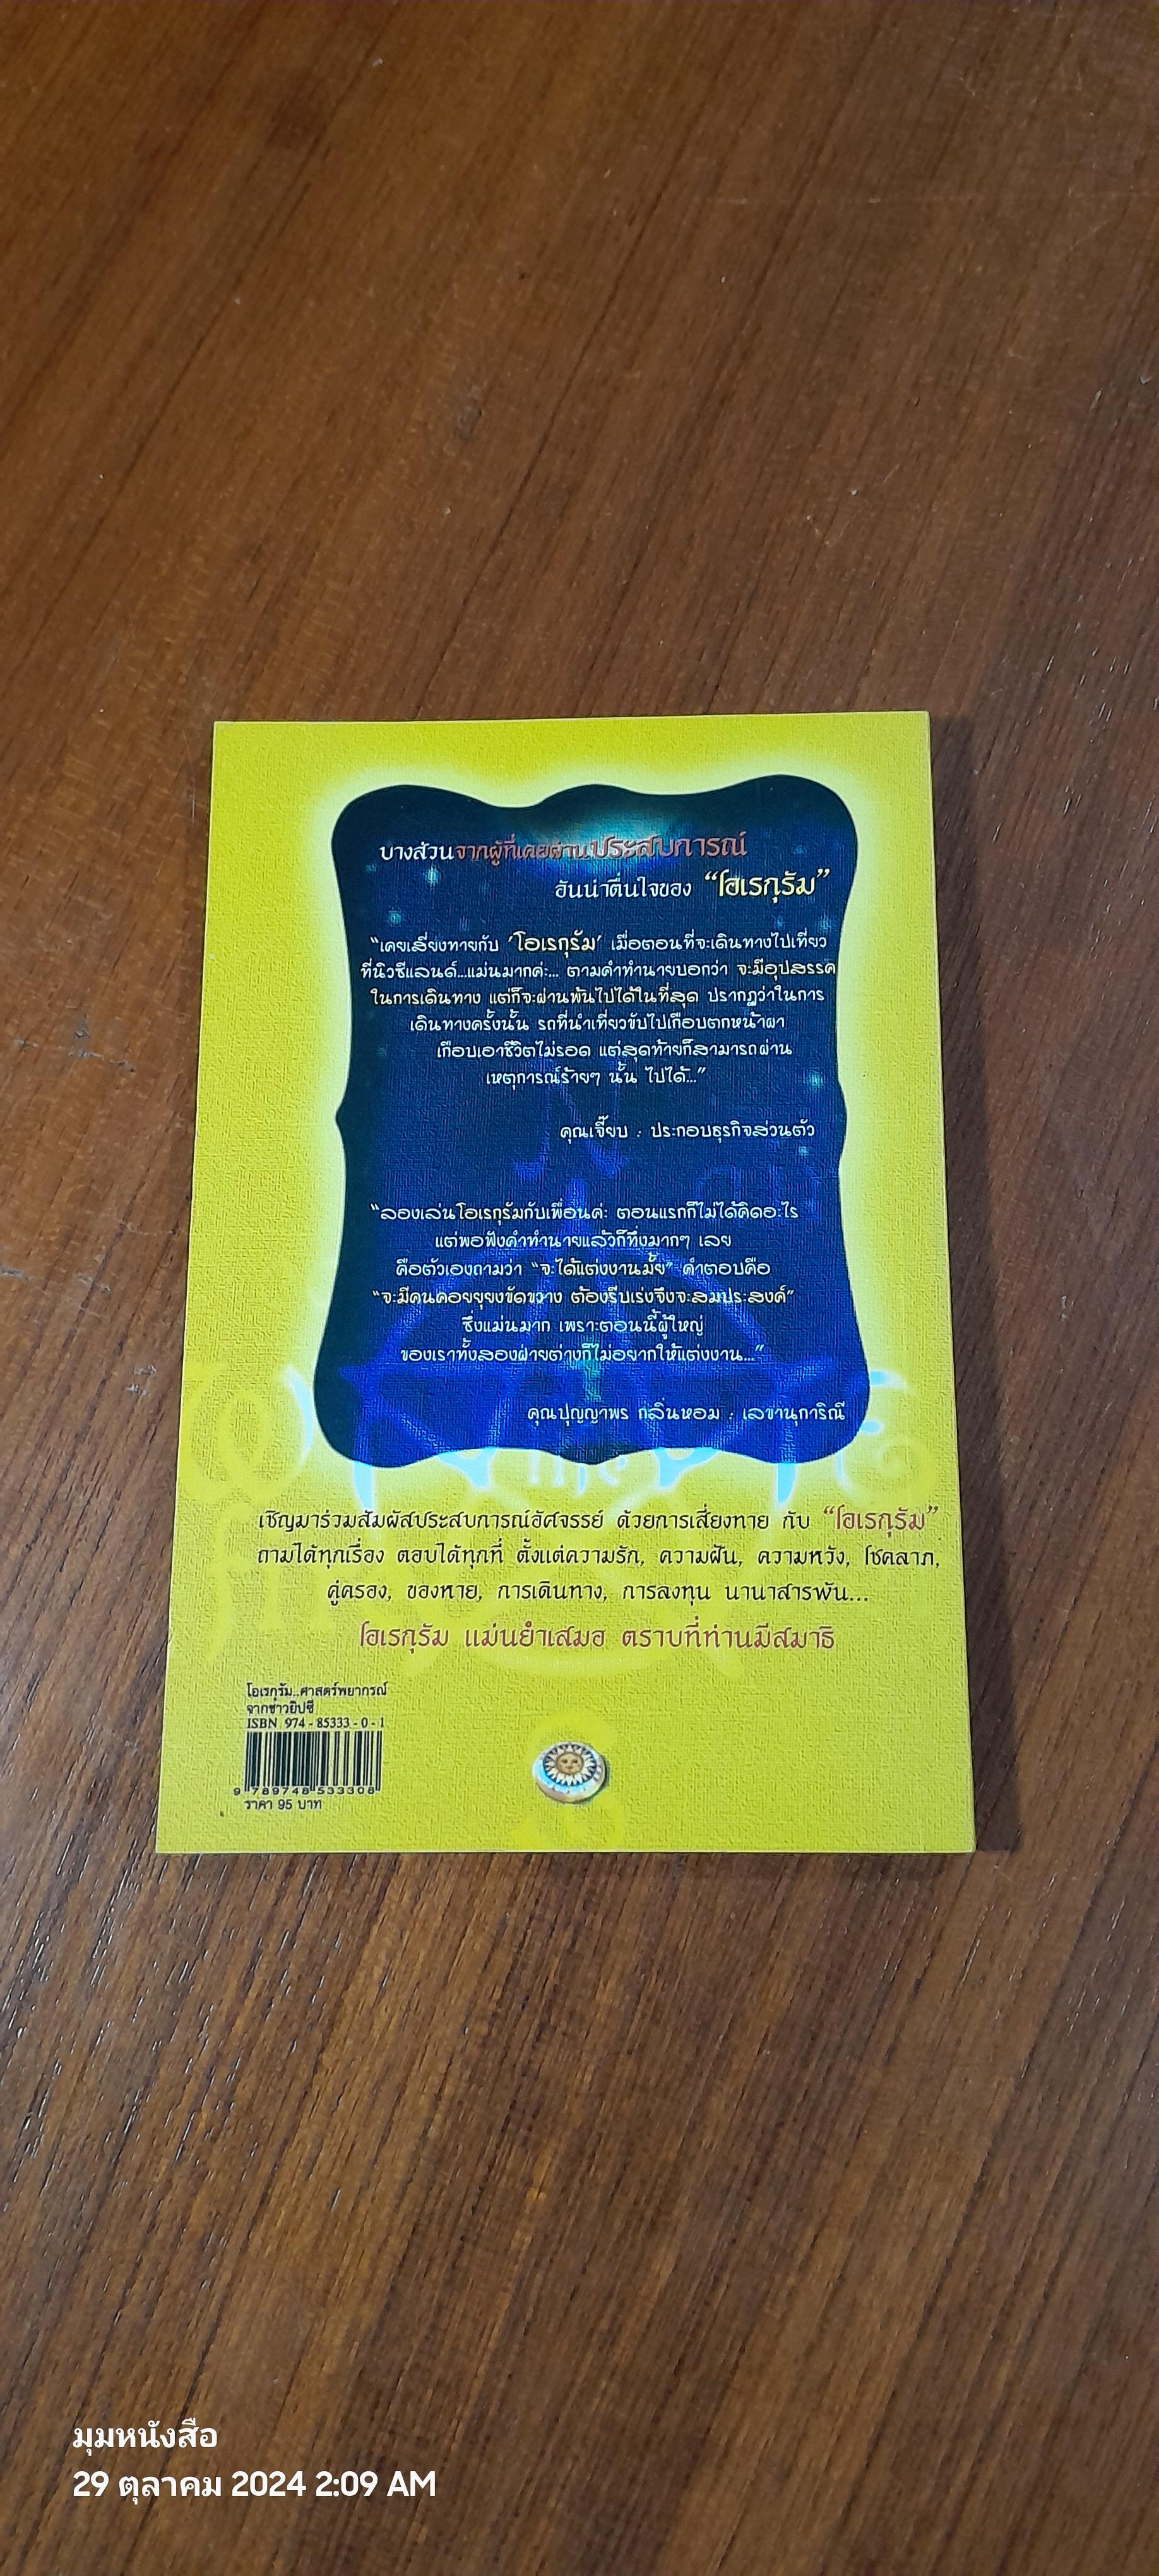 บางส่วนจากผู้ที่เคยผ่านประสบการณ์
อันน่าตื่นใจของ “โอเรกุรัม”
“เคยเสี่ยงทายกับ ‘โอเรกุรัม’ เมื่อตอนที่จะเดินทางไปเที่ยว
ที่นิวซีแลนด์...แม่นมากค่ะ... ตามคำทำนายบอกว่า จะมีอุปสรรค
ในการเดินทาง แต่ก็จะผ่านพ้นไปได้ในที่สุด ปรากฏว่าในการ
เดินทางครั้งนั้น รถที่นำเที่ยวขับไปเกือบตกหน้าผา
เกือบเอาชีวิตไม่รอด แต่สุดท้ายก็สามารถผ่าน
เหตุการณ์ร้ายๆ นั้น ไปได้...”
คุณเจี๊ยบ : ประกอบธุรกิจส่วนตัว
“ลองเล่นโอเรกุรัมกับเพื่อนค่ะ ตอนแรกก็ไม่ได้คิดอะไร
แต่พอฟังคำทำนายแล้วก็ทึ่งมากๆ เลย
คือตัวเองถามว่า “จะได้แต่งงานมั้ย” คำตอบคือ
“จะมีคนคอยยุยงขัดขวาง ต้องรีบเร่งจึงจะสมประสงค์”
ซึ่งแม่นมาก เพราะตอนนี้ผู้ใหญ่
ของเราทั้งสองฝ่ายต่างก็ไม่อยากให้แต่งงาน...”
คุณปุญญาพร กลิ่นหอม : เลขานุการิณี
เชิญมาร่วมสัมผัสประสบการณ์อัศจรรย์ ด้วยการเสี่ยงทาย กับ “โอเรกุรัม”
ถามได้ทุกเรื่อง ตอบได้ทุกที่ ตั้งแต่ความรัก, ความฝัน, ความหวัง, โชคลาภ,
คู่ครอง, ของหาย, การเดินทาง, การลงทุน นานาสารพัน...
โอเรกุรัม แม่นยำเสมอ ตราบที่ท่านมีสมาธิ
โอเรกุรัม..ศาสตร์พยากรณ์
จากชาวยิปซี
ISBN 974-85333-0-1
9 789748 533308
ราคา 95 บาท
มุมหนังสือ
29 ตุลาคม 2024 2:09 AM